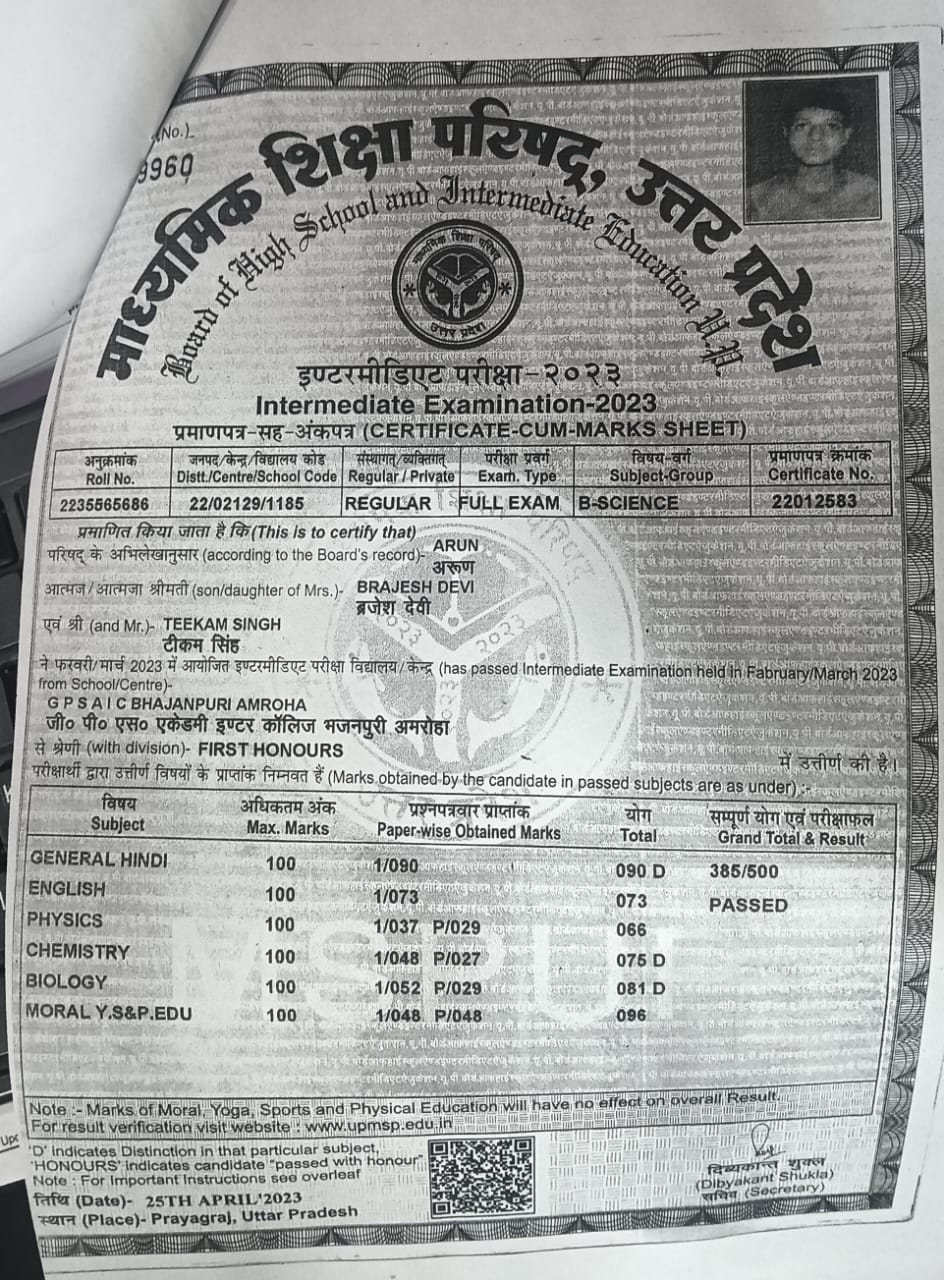 (No.)
9960
माध्यमिक शिक्षा परिषद्, उत्तर प्रदेश
Board of High School and Intermediate Education U.P.
माध्यमिक शिक्षा परिषद्
उत्तर प्रदेश
इण्टरमीडिएट परीक्षा-२०२३
Intermediate Examination-2023
प्रमाणपत्र-सह-अंकपत्र (CERTIFICATE-CUM-MARKS SHEET)
अनुक्रमांक जनपद/केन्द्र/विद्यालय कोड संस्थागत/व्यक्तिगत परीक्षा प्रवर्ग विषय-वर्ग प्रमाणपत्र क्रमांक
Roll No. Distt./Centre/School Code Regular / Private Exam. Type Subject-Group Certificate No.
2235565686 22/02129/1185 REGULAR FULL EXAM B-SCIENCE 22012583
प्रमाणित किया जाता है कि(This is to certify that)
परिषद् के अभिलेखानुसार (according to the Board's record)- ARUN
अरूण
आत्मज/आत्मजा श्रीमती (son/daughter of Mrs.)- BRAJESH DEVI
ब्रजेश देवी
एवं श्री (and Mr.)- TEEKAM SINGH
टीकम सिंह
ने फरवरी/मार्च 2023 में आयोजित इण्टरमीडिएट परीक्षा विद्यालय/केन्द्र (has passed Intermediate Examination held in Fabruary/March 2023
from School/Centre)-
G P S A I C BHAJANPURI AMROHA
जी० पी० एस० एकेडमी इण्टर कॉलिज भजनपुरी अमरोहा
से श्रेणी (with division)- FIRST HONOURS में उत्तीर्ण की है।
परीक्षार्थी द्वारा उत्तीर्ण विषयों के प्राप्तांक निम्नवत हैं (Marks obtained by the candidate in passed subjects are as under) :-
विषय अधिकतम अंक प्रश्नपत्रवार प्राप्तांक योग सम्पूर्ण योग एवं परीक्षाफल
Subject Max. Marks Paper-wise Obtained Marks Total Grand Total & Result
GENERAL HINDI 100 1/090 090 D 385/500
ENGLISH 100 1/073 073 PASSED
PHYSICS 100 1/037 P/029 066
CHEMISTRY 100 1/048 P/027 075 D
BIOLOGY 100 1/052 P/029 081 D
MORAL Y.S&P.EDU 100 1/048 P/048 096
Note :- Marks of Moral, Yoga, Sports and Physical Education will have no effect on overall Result.
For result verification visit website : www.upmsp.edu.in
'D' indicates Distinction in that particular subject,
'HONOURS' indicates candidate "passed with honour"
Note : For Important Instructions see overleaf
तिथि (Date)- 25TH APRIL'2023
स्थान (Place)- Prayagraj, Uttar Pradesh
दिब्यकान्त शुक्ल
(Dibyakant Shukla)
सचिव (Secretary)